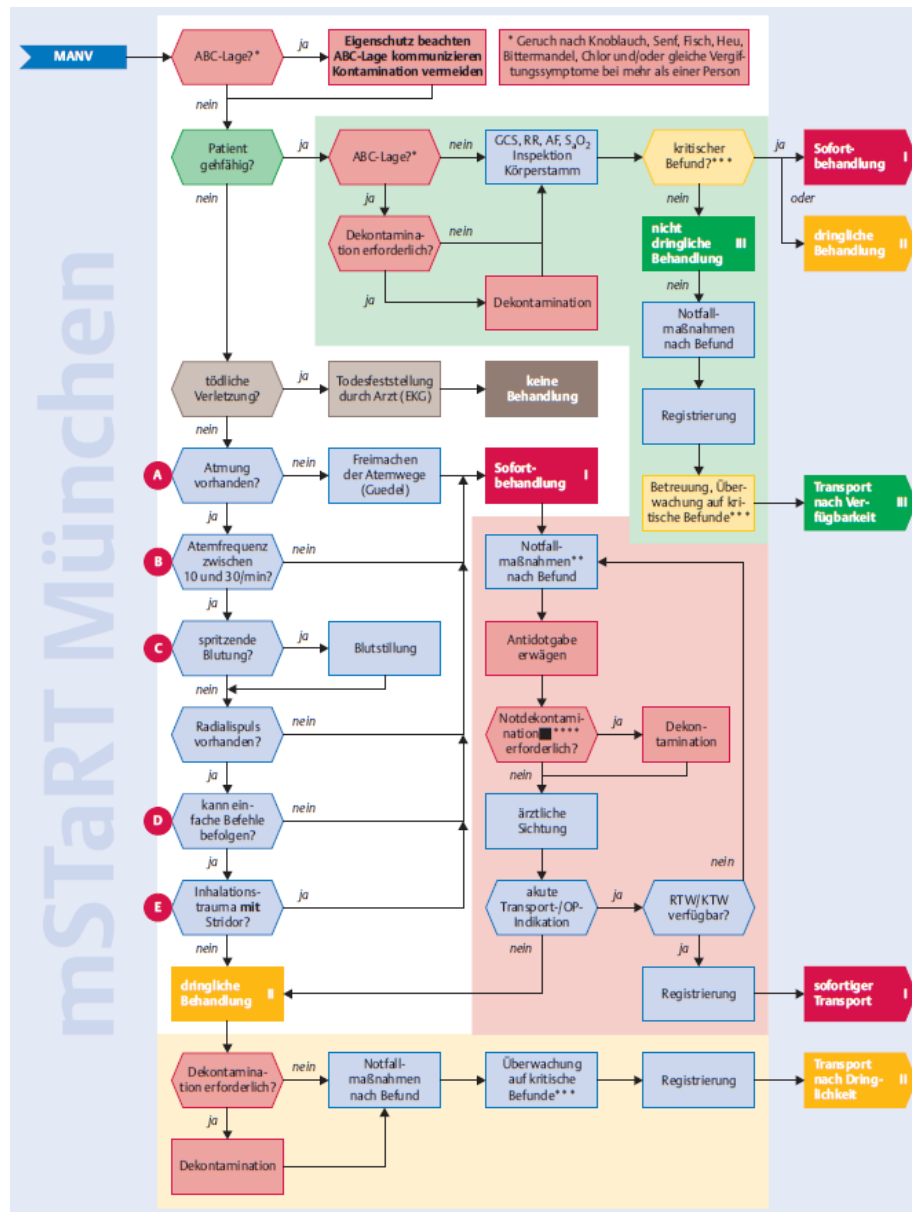 mSTaRT München
MANV
ABC-Lage?*
ja
Eigenschutz beachten
ABC-Lage kommunizieren
Kontamination vermeiden
* Geruch nach Knoblauch, Senf, Fisch, Heu,
Bittermandel, Chlor und/oder gleiche Vergif-
tungssymptome bei mehr als einer Person
nein
Patient
gehfähig?
ja
ABC-Lage?*
nein
GCS, RR, AF, SaO2
Inspektion
Körperstamm
kritischer
Befund?***
ja
Sofort-
behandlung I
oder
dringliche
Behandlung II
nein
ja
nein
Dekontamina-
tion erforderlich?
nein
nicht
dringliche III
Behandlung
ja
Dekontamination
nein
Notfall-
maßnahmen
nach Befund
tödliche
Verletzung?
ja
Todesfeststellung
durch Arzt (EKG)
keine
Behandlung
Registrierung
nein
A
Atmung
vorhanden?
nein
Freimachen
der Atemwege
(Guedel)
Sofort-
behandlung I
Betreuung, Über-
wachung auf kri-
tische Befunde***
Transport
nach Ver- III
fügbarkeit
ja
B
Atemfrequenz
zwischen
10 und 30/min?
nein
Notfall-
maßnahmen**
nach Befund
ja
C
spritzende
Blutung?
ja
Blutstillung
Antidotgabe
erwägen
nein
Radialispuls
vorhanden?
nein
Notdekontami-
nation ****
erforderlich?
ja
Dekon-
tamination
ja
nein
D
kann ein-
fache Befehle
befolgen?
nein
ärztliche
Sichtung
ja
nein
E
Inhalations-
trauma mit
Stridor?
ja
akute
Transport-/OP-
Indikation
ja
RTW/KTW
verfügbar?
nein
nein
ja
dringliche
Behandlung II
Registrierung
sofortiger
Transport I
Dekontamina-
tion erforderlich?
nein
Notfall-
maßnahmen
nach Befund
Überwachung
auf kritische
Befunde***
Registrierung
Transport
nach Dring- II
lichkeit
ja
Dekontamination